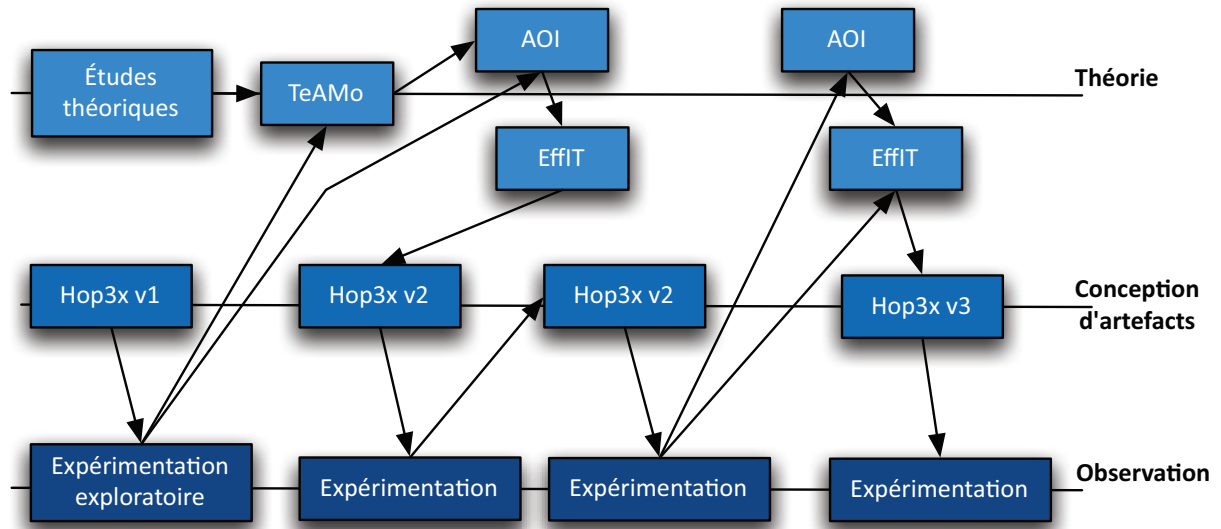 AOI
AOI
Études
théoriques
TeAMo
Théorie
EffIT
EffIT
Hop3x v1
Hop3x v2
Hop3x v2
Hop3x v3
Conception
d'artefacts
Expérimentation
exploratoire
Expérimentation
Expérimentation
Expérimentation
Observation